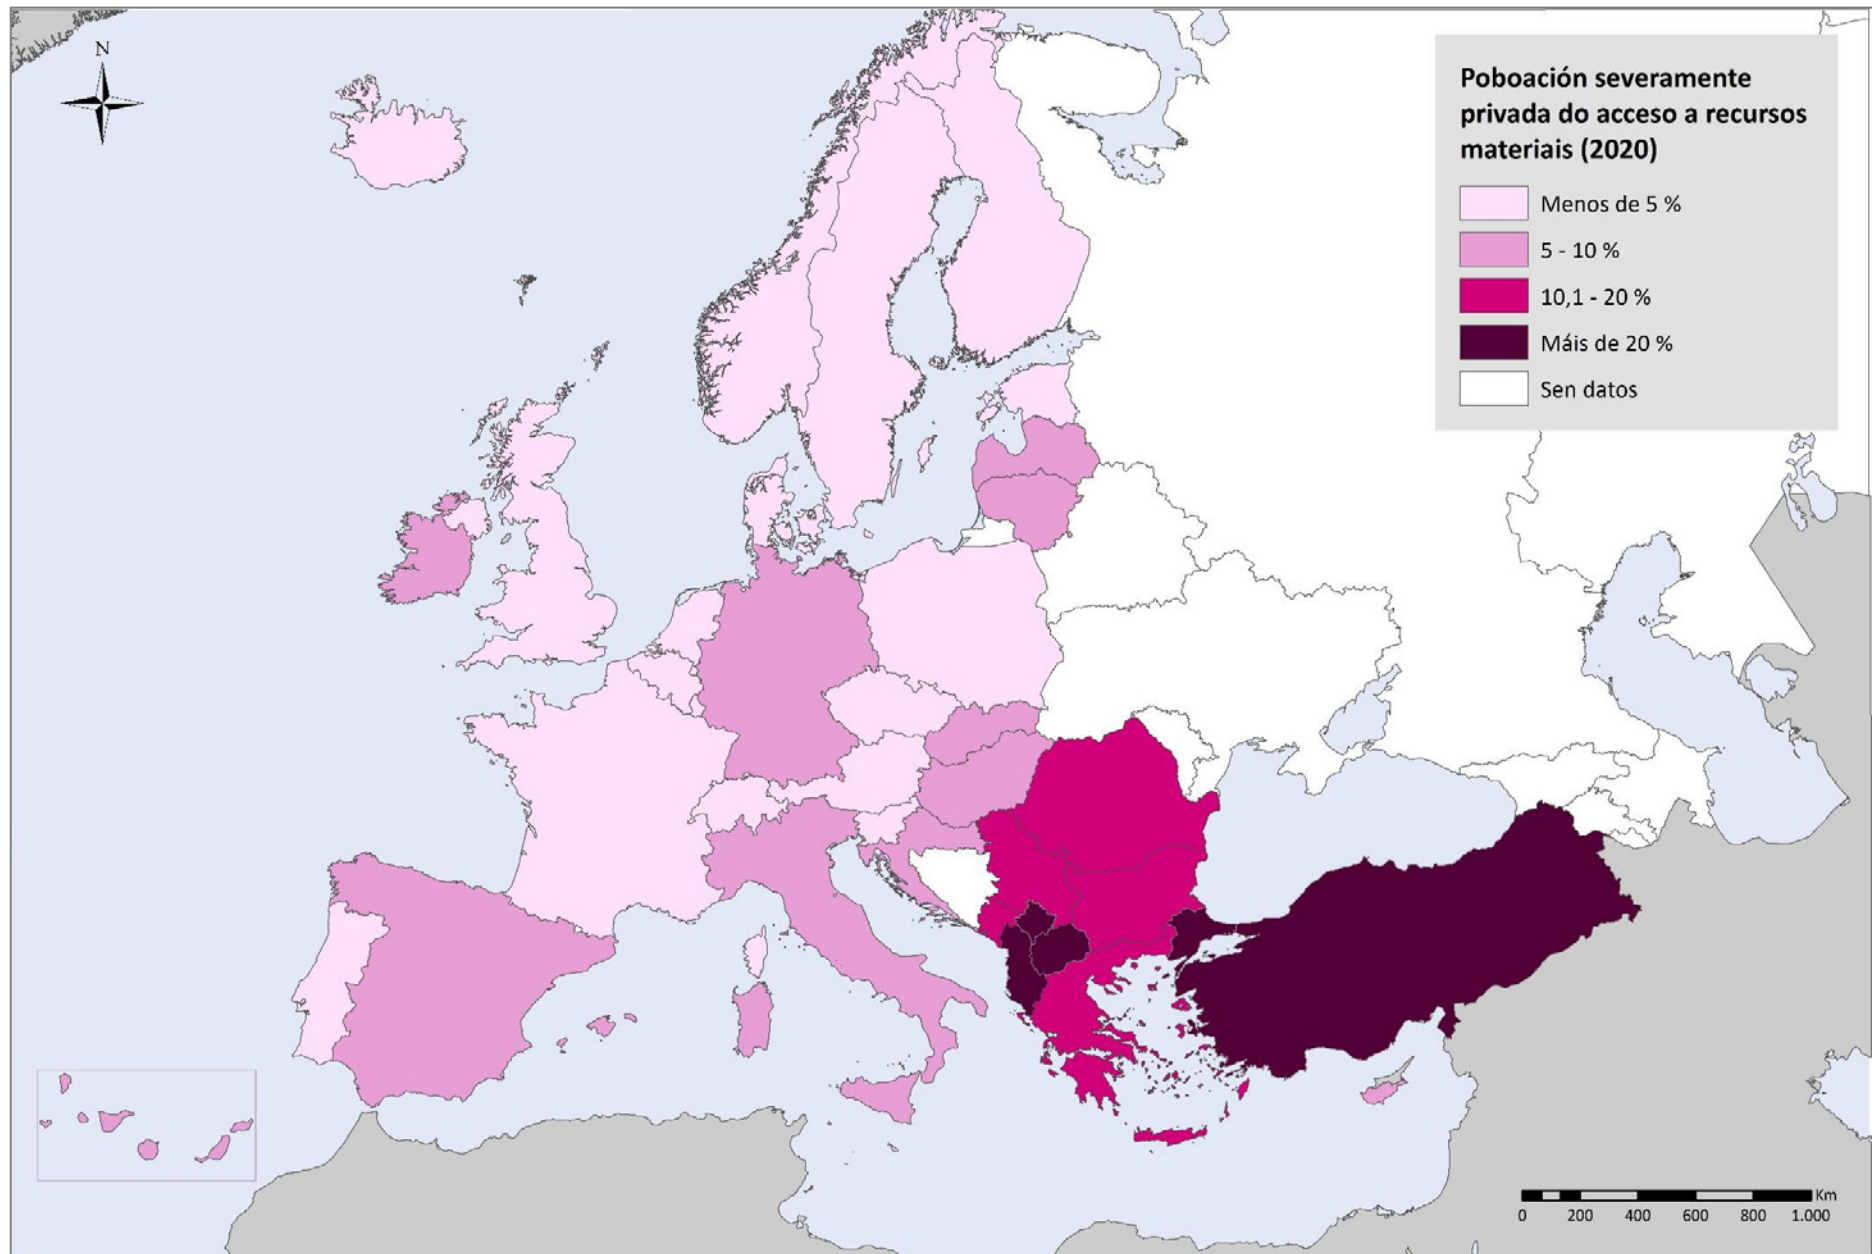 N
Poboación severamente
privada do acceso a recursos
materiais (2020)
Menos de 5 %
5 - 10 %
10,1 - 20 %
Máis de 20 %
Sen datos
Km
0 200 400 600 800 1.000